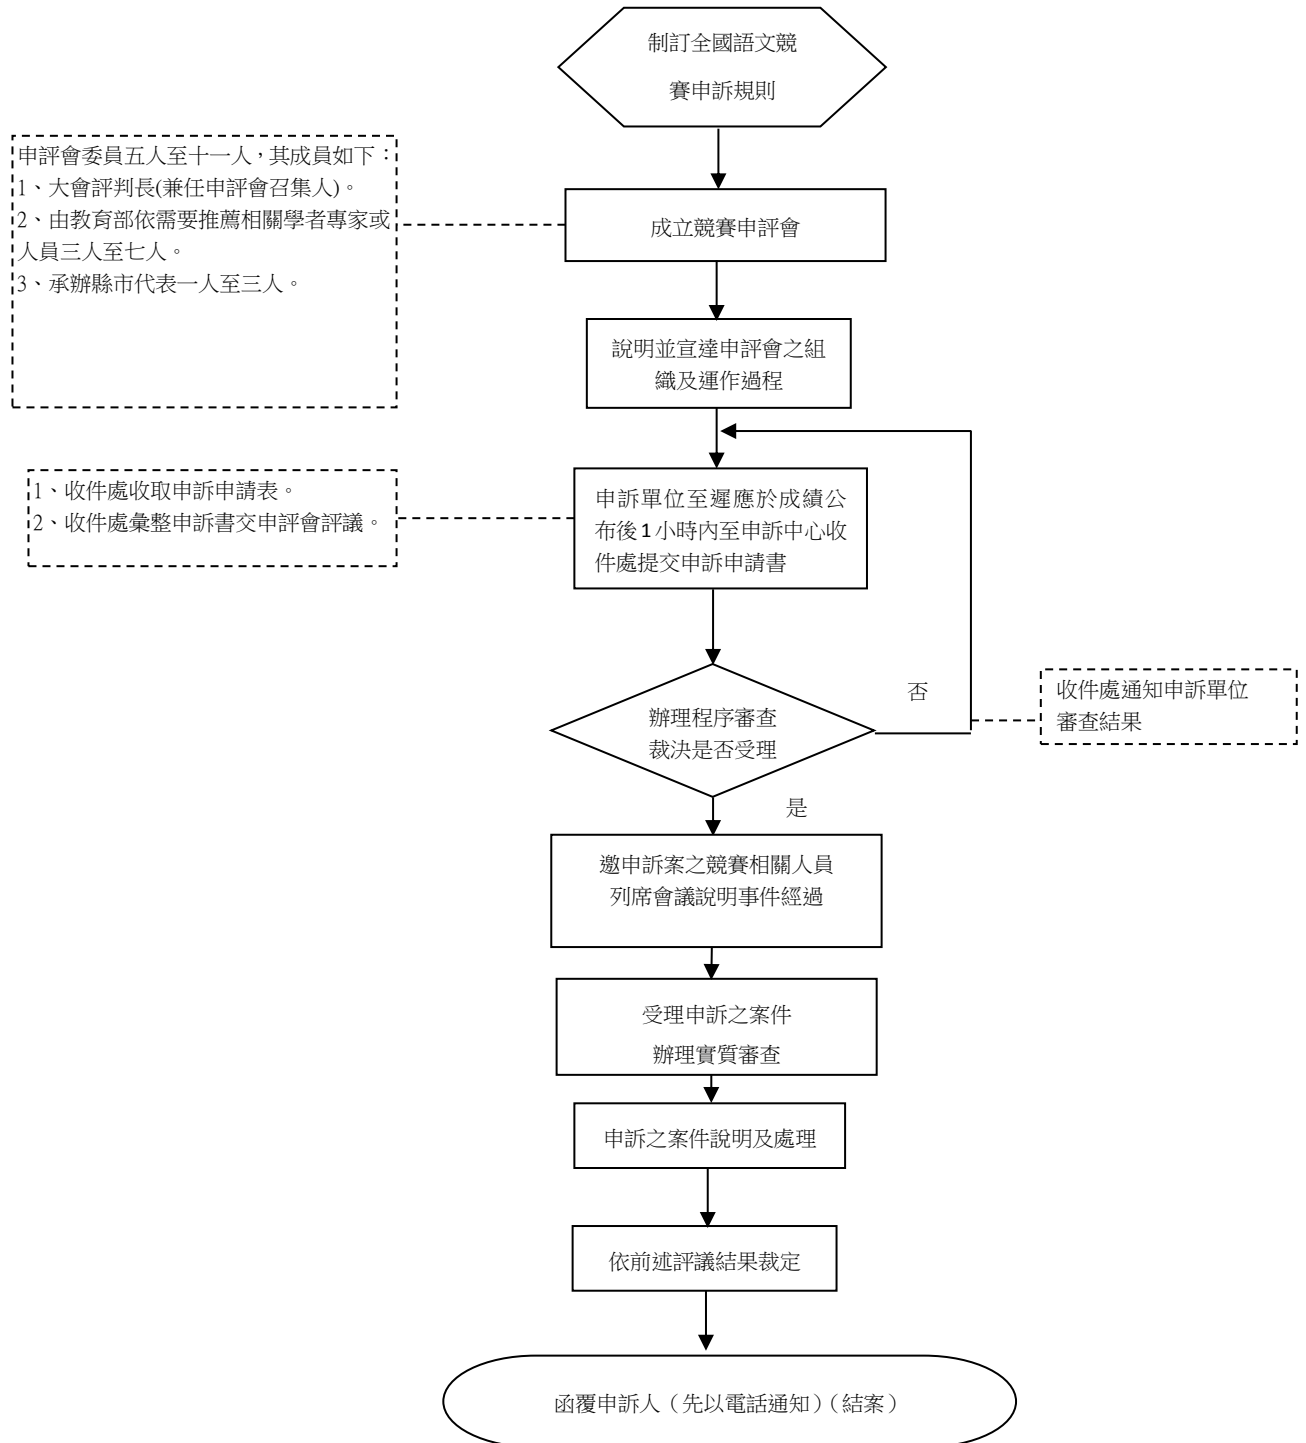 制訂全國語文競
賽申訴規則
申評會委員五人至十一人，其成員如下：
1、大會評判長(兼任申評會召集人)。
2、由教育部依需要推薦相關學者專家或
人員三人至七人。
3、承辦縣市代表一人至三人。
成立競賽申評會
說明並宣達申評會之組
織及運作過程
1、收件處收取申訴申請表。
2、收件處彙整申訴書交申評會評議。
申訴單位至遲應於成績公
布後1小時內至申訴中心收
件處提交申訴申請書
辦理程序審查
裁決是否受理
否
收件處通知申訴單位
審查結果
是
邀申訴案之競賽相關人員
列席會議說明事件經過
受理申訴之案件
辦理實質審查
申訴之案件說明及處理
依前述評議結果裁定
函覆申訴人（先以電話通知）（結案）